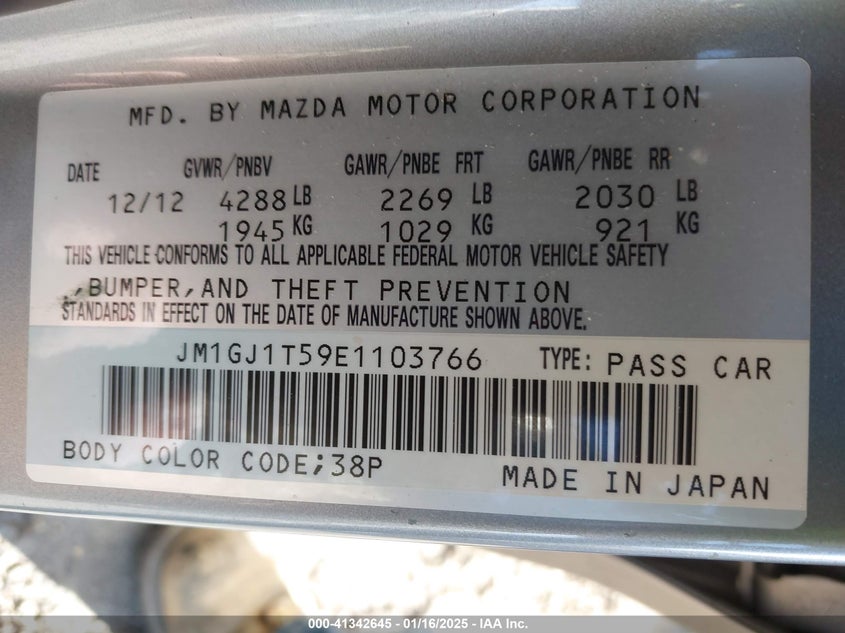 MFD. BY MAZDA MOTOR CORPORATION
DATE GVWR/PNBV GAWR/PNBE FRT GAWR/PNBE RR
12/12 4288 LB 2269 LB 2030 LB
1945 KG 1029 KG 921 KG
THIS VEHICLE CONFORMS TO ALL APPLICABLE FEDERAL MOTOR VEHICLE SAFETY
,BUMPER,AND THEFT PREVENTION
STANDARDS IN EFFECT ON THE DATE OF MANUFACTURE SHOWN ABOVE.
JM1GJ1T59E1103766 TYPE: PASS CAR
BODY COLOR CODE;38P MADE IN JAPAN
000-41342645 - 01/16/2025 - IAA Inc.